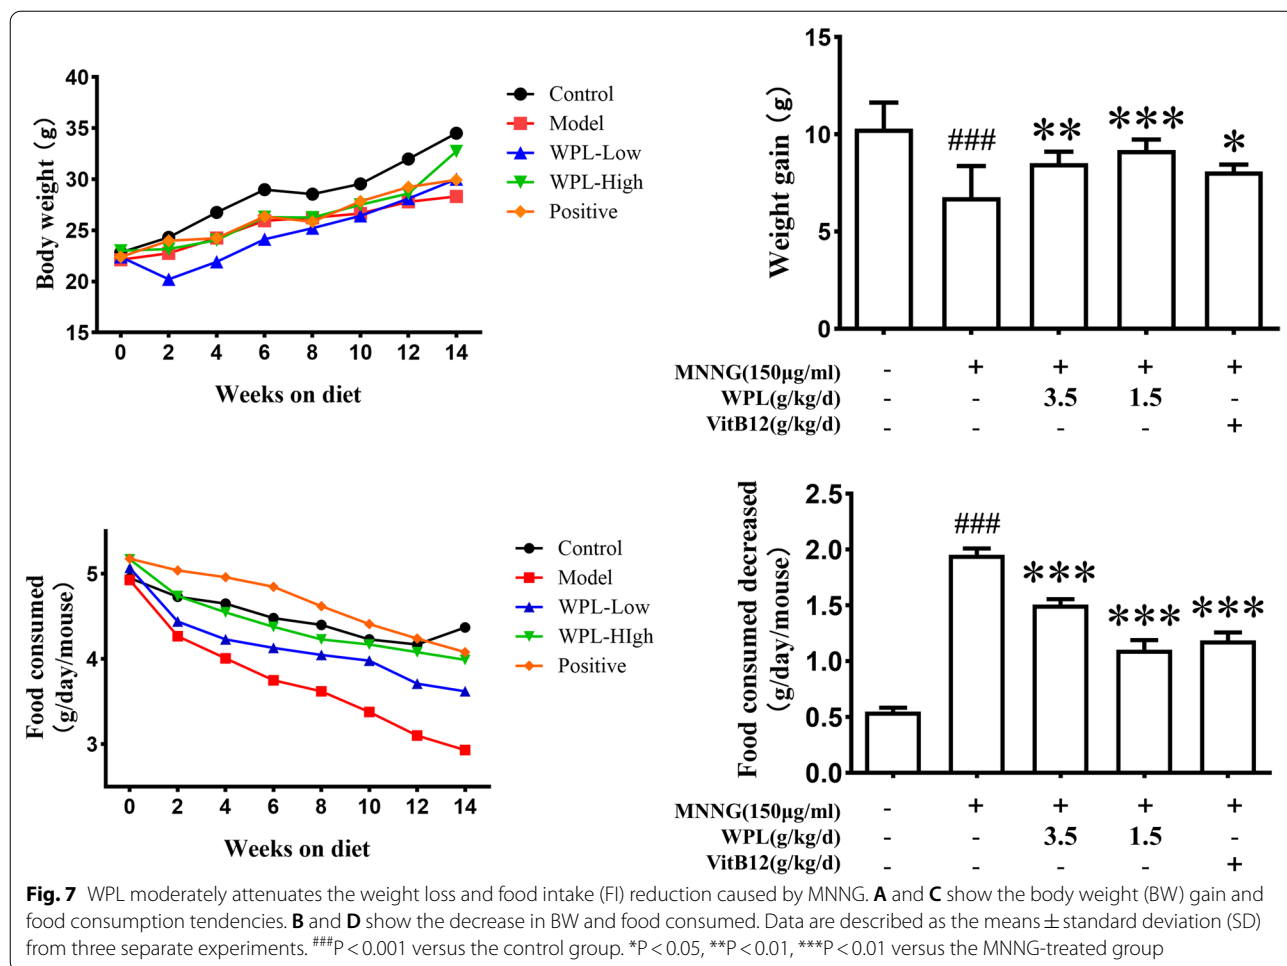 40
35
30
25
20
15
Body weight (g)
0 2 4 6 8 10 12 14
Weeks on diet
Control
Model
WPL-Low
WPL-High
Positive
15
10
5
0
Weight gain (g)
### ** *** *
MNNG(150μg/ml) - + + + +
WPL(g/kg/d) - - 3.5 1.5 -
VitB12(g/kg/d) - - - - +
5
4
3
Food consumed
(g/day/mouse)
0 2 4 6 8 10 12 14
Weeks on diet
Control
Model
WPL-Low
WPL-HIgh
Positive
2.5
2.0
1.5
1.0
0.5
0.0
Food consumed decreased
(g/day/mouse)
### *** *** ***
MNNG(150μg/ml) - + + + +
WPL(g/kg/d) - - 3.5 1.5 -
VitB12(g/kg/d) - - - - +
Fig. 7 WPL moderately attenuates the weight loss and food intake (FI) reduction caused by MNNG. A and C show the body weight (BW) gain and
food consumption tendencies. B and D show the decrease in BW and food consumed. Data are described as the means ± standard deviation (SD)
from three separate experiments. ###P < 0.001 versus the control group. *P < 0.05, **P < 0.01, ***P < 0.01 versus the MNNG-treated group